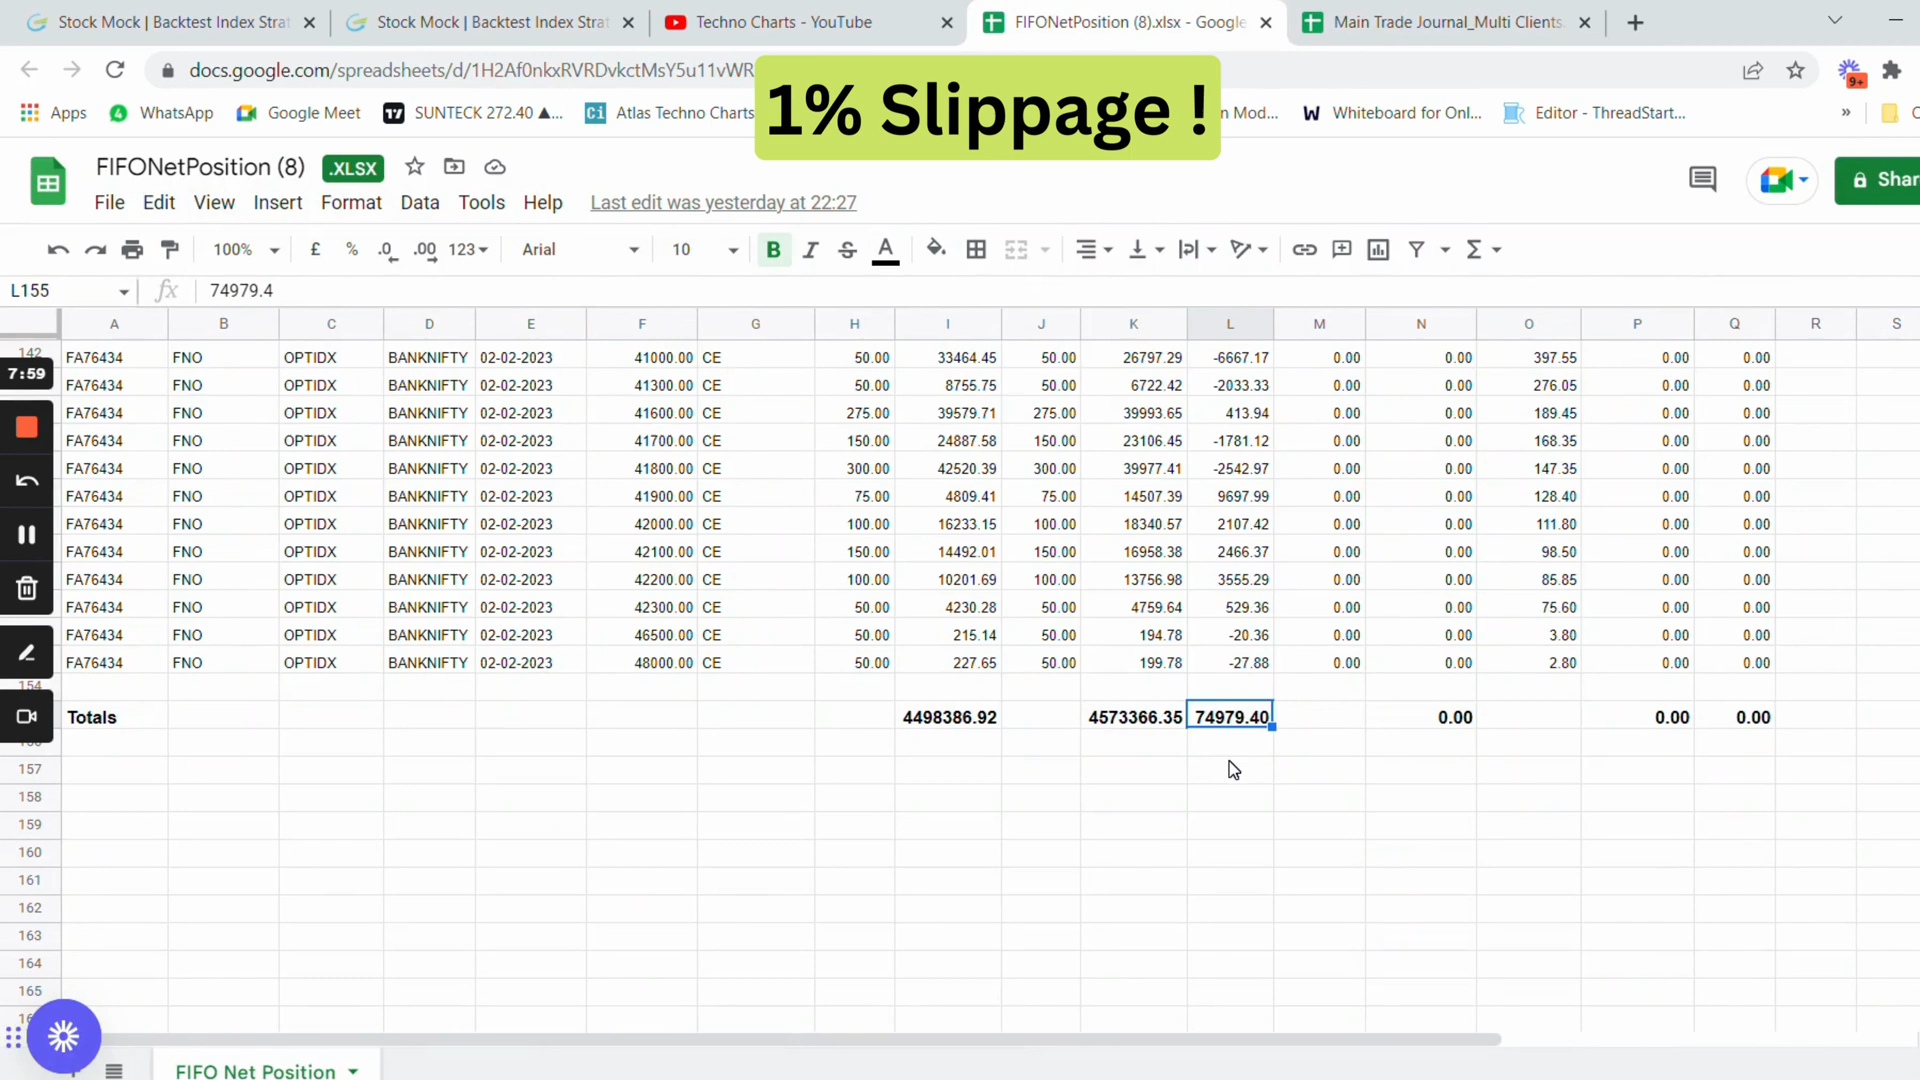 Stock Mock | Backtest Index Strat
Stock Mock | Backtest Index Strat
Techno Charts - YouTube
FIFONetPosition (8).xlsx - Google
Main Trade Journal_Multi Clients
docs.google.com/spreadsheets/d/1H2Af0nkxRVRDvkctMsY5u11vWR
1% Slippage !
9+
Apps WhatsApp Google Meet SUNTECK 272.40 ▲... Atlas Techno Charts n Mod... Whiteboard for Onl... Editor - ThreadStart... »
FIFONetPosition (8) .XLSX
Shar
File Edit View Insert Format Data Tools Help Last edit was yesterday at 22:27
100% £ % .0 .00 123 Arial 10 B I S A Σ
L155 fx 74979.4
A B C D E F G H I J K L M N O P Q R S
142 FA76434 FNO OPTIDX BANKNIFTY 02-02-2023 41000.00 CE 50.00 33464.45 50.00 26797.29 -6667.17 0.00 0.00 397.55 0.00 0.00
7:59
FA76434 FNO OPTIDX BANKNIFTY 02-02-2023 41300.00 CE 50.00 8755.75 50.00 6722.42 -2033.33 0.00 0.00 276.05 0.00 0.00
FA76434 FNO OPTIDX BANKNIFTY 02-02-2023 41600.00 CE 275.00 39579.71 275.00 39993.65 413.94 0.00 0.00 189.45 0.00 0.00
FA76434 FNO OPTIDX BANKNIFTY 02-02-2023 41700.00 CE 150.00 24887.58 150.00 23106.45 -1781.12 0.00 0.00 168.35 0.00 0.00
FA76434 FNO OPTIDX BANKNIFTY 02-02-2023 41800.00 CE 300.00 42520.39 300.00 39977.41 -2542.97 0.00 0.00 147.35 0.00 0.00
FA76434 FNO OPTIDX BANKNIFTY 02-02-2023 41900.00 CE 75.00 4809.41 75.00 14507.39 9697.99 0.00 0.00 128.40 0.00 0.00
FA76434 FNO OPTIDX BANKNIFTY 02-02-2023 42000.00 CE 100.00 16233.15 100.00 18340.57 2107.42 0.00 0.00 111.80 0.00 0.00
FA76434 FNO OPTIDX BANKNIFTY 02-02-2023 42100.00 CE 150.00 14492.01 150.00 16958.38 2466.37 0.00 0.00 98.50 0.00 0.00
FA76434 FNO OPTIDX BANKNIFTY 02-02-2023 42200.00 CE 100.00 10201.69 100.00 13756.98 3555.29 0.00 0.00 85.85 0.00 0.00
FA76434 FNO OPTIDX BANKNIFTY 02-02-2023 42300.00 CE 50.00 4230.28 50.00 4759.64 529.36 0.00 0.00 75.60 0.00 0.00
FA76434 FNO OPTIDX BANKNIFTY 02-02-2023 46500.00 CE 50.00 215.14 50.00 194.78 -20.36 0.00 0.00 3.80 0.00 0.00
FA76434 FNO OPTIDX BANKNIFTY 02-02-2023 48000.00 CE 50.00 227.65 50.00 199.78 -27.88 0.00 0.00 2.80 0.00 0.00
154
Totals 4498386.92 4573366.35 74979.40 0.00 0.00 0.00
157
158
159
160
161
162
163
164
165
FIFO Net Position